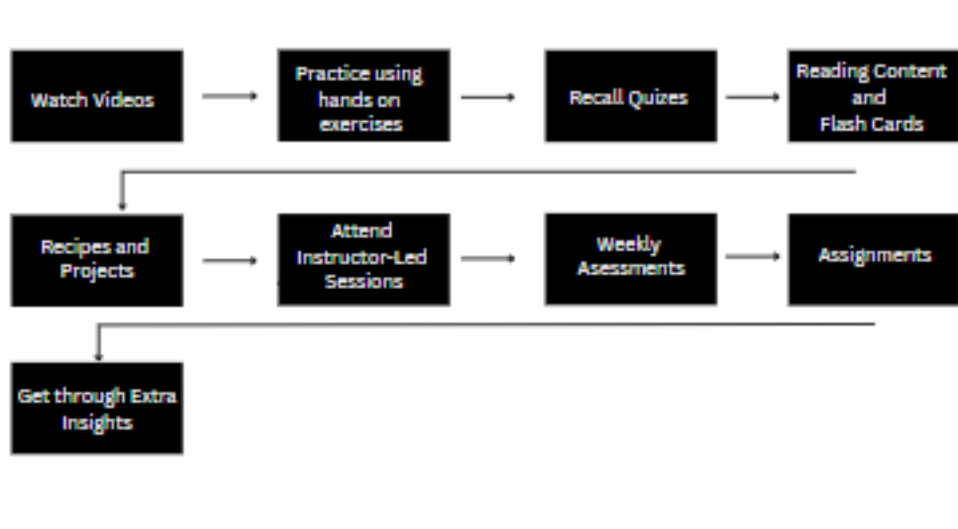 Watch Videos
Practice using
hands on
exercises
Recall Quizes
Reading Content
and
Flash Cards
Recipes and
Projects
Attend
Instructor-Led
Sessions
Weekly
Asessments
Assignments
Get through Extra
Insights